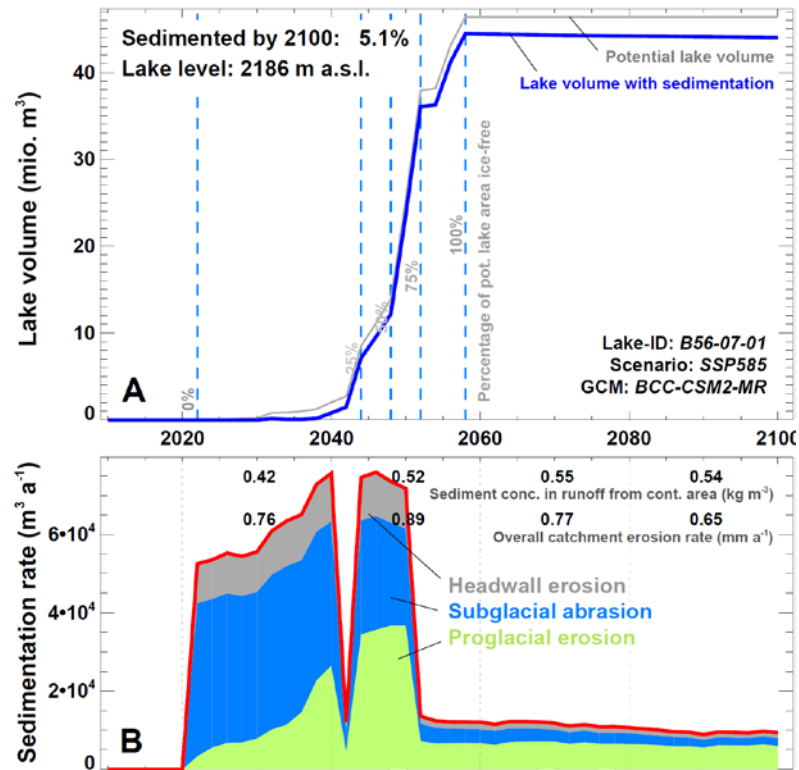 Sedimented by 2100: 5.1%
Lake level: 2186 m a.s.l.
Potential lake volume
Lake volume with sedimentation
Lake volume (mio. m³)
40
30
20
10
0
0%
25%
50%
75%
100%
Percentage of pot. lake area ice-free
Lake-ID: B56-07-01
Scenario: SSP585
GCM: BCC-CSM2-MR
A
2020
2040
2060
2080
2100
Sedimentation rate (m³ a⁻¹)
6•10⁴
4•10⁴
2•10⁴
0
0.42
0.52
0.55
0.54
Sediment conc. in runoff from cont. area (kg m⁻³)
0.76
0.89
0.77
0.65
Overall catchment erosion rate (mm a⁻¹)
Headwall erosion
Subglacial abrasion
Proglacial erosion
B